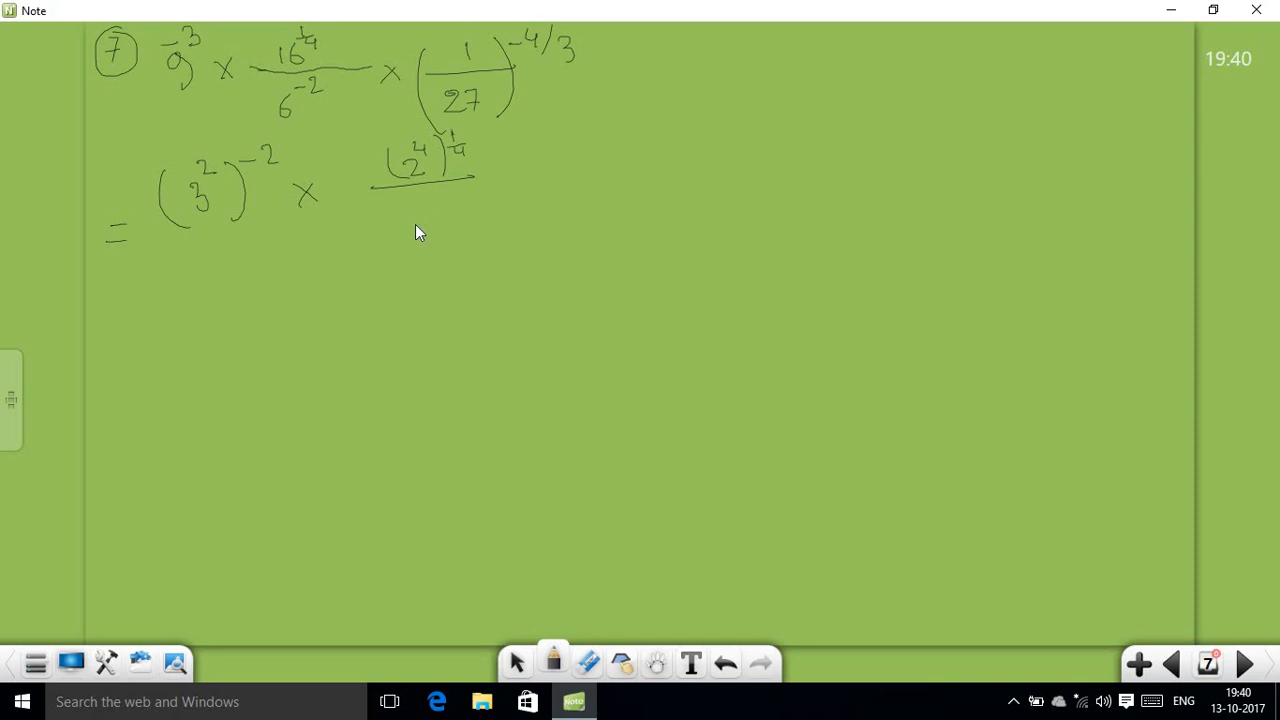 Note
19:40
⑦ 9^-3 × 16^1/4 / 6^-2 × (1/27)^-4/3
= (3^2)^-2 × (2^4)^1/4
T
7
Search the web and Windows
ENG
19:40
13-10-2017